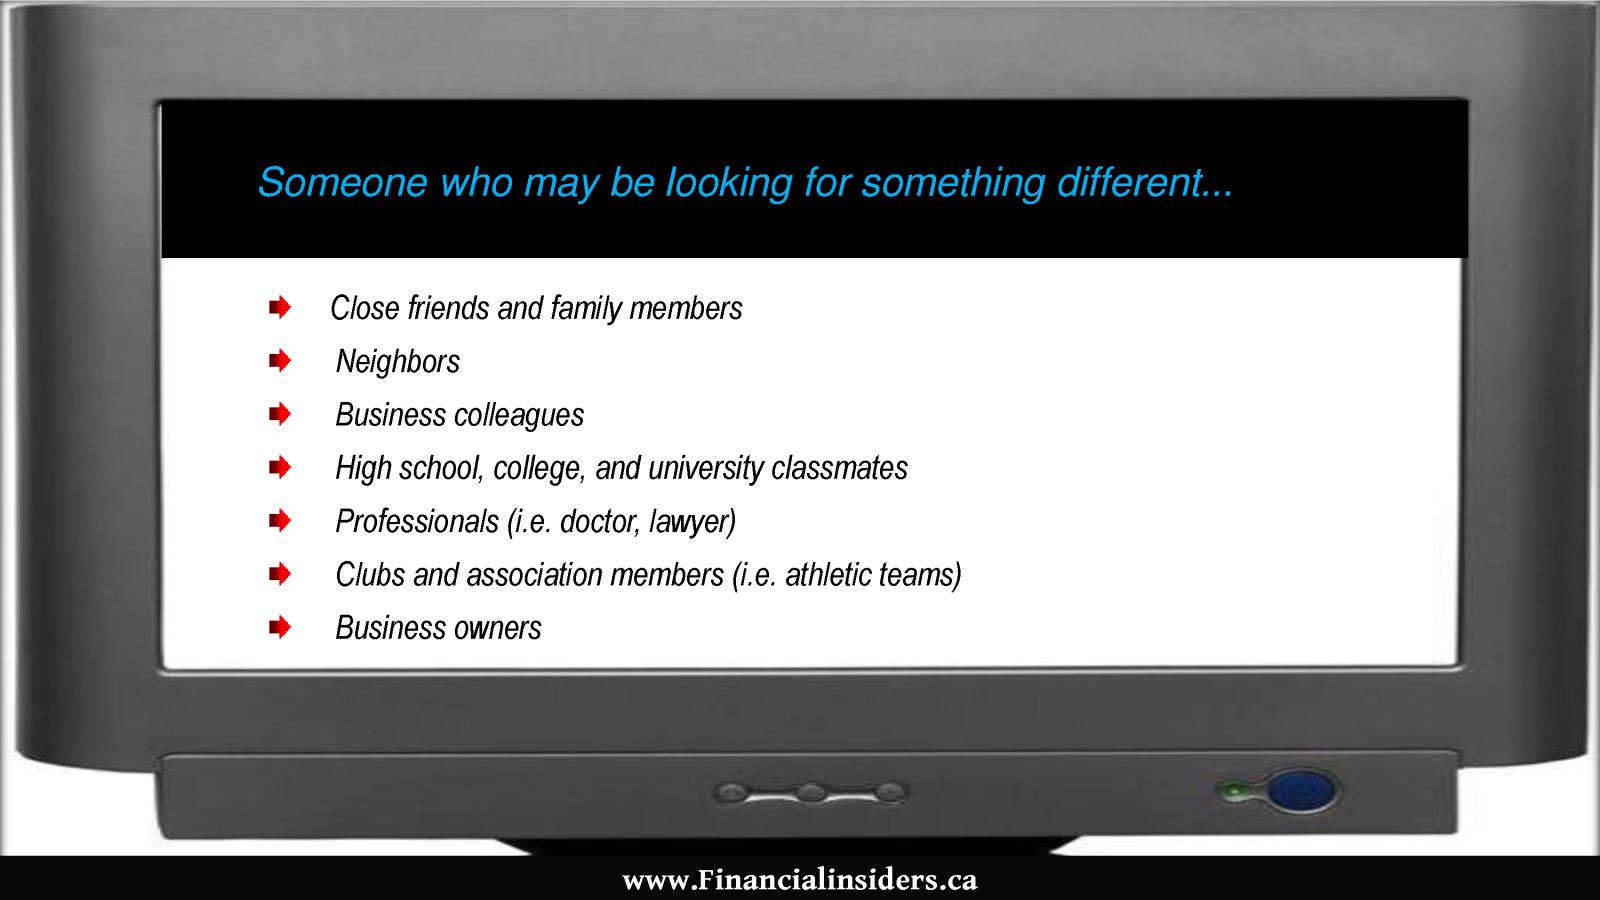 Someone who may be looking for something different...
Close friends and family members
Neighbors
Business colleagues
High school, college, and university classmates
Professionals (i.e. doctor, lawyer)
Clubs and association members (i.e. athletic teams)
Business owners
www.Financialinsiders.ca